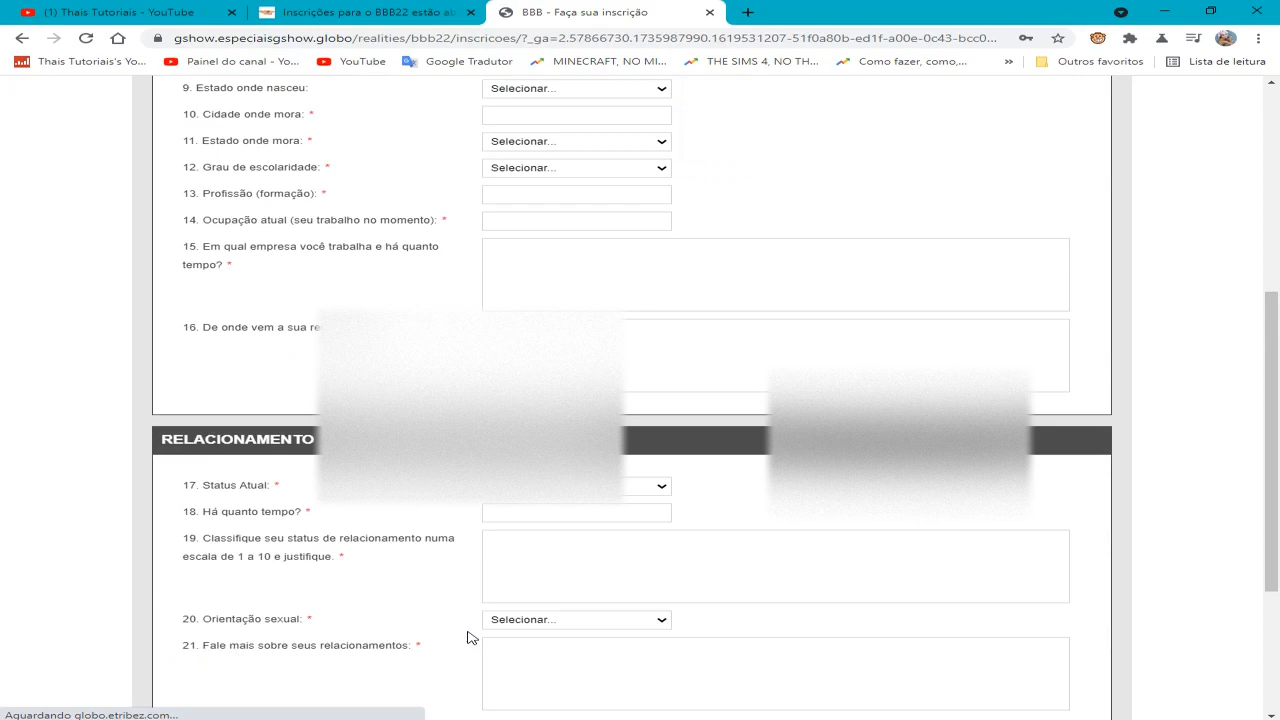 (1) Thais Tutoriais - YouTube
Inscrições para o BBB22 estão ab
BBB - Faça sua inscrição
gshow.especiaisgshow.globo/realities/bbb22/inscricoes/?_ga=2.57866730.1735987990.1619531207-51f0a80b-ed1f-a00e-0c43-bcc0...
Thais Tutoriais's Yo...
Painel do canal - Yo...
YouTube
Google Tradutor
MINECRAFT, NO MI...
THE SIMS 4, NO TH...
Como fazer, como,...
»
Outros favoritos
Lista de leitura
9. Estado onde nasceu:
Selecionar...
10. Cidade onde mora: *
11. Estado onde mora: *
Selecionar...
12. Grau de escolaridade: *
Selecionar...
13. Profissão (formação): *
14. Ocupação atual (seu trabalho no momento): *
15. Em qual empresa você trabalha e há quanto
tempo? *
16. De onde vem a sua re
RELACIONAMENTO
17. Status Atual: *
18. Há quanto tempo? *
19. Classifique seu status de relacionamento numa
escala de 1 a 10 e justifique. *
20. Orientação sexual: *
Selecionar...
21. Fale mais sobre seus relacionamentos: *
Aguardando globo.etribez.com...